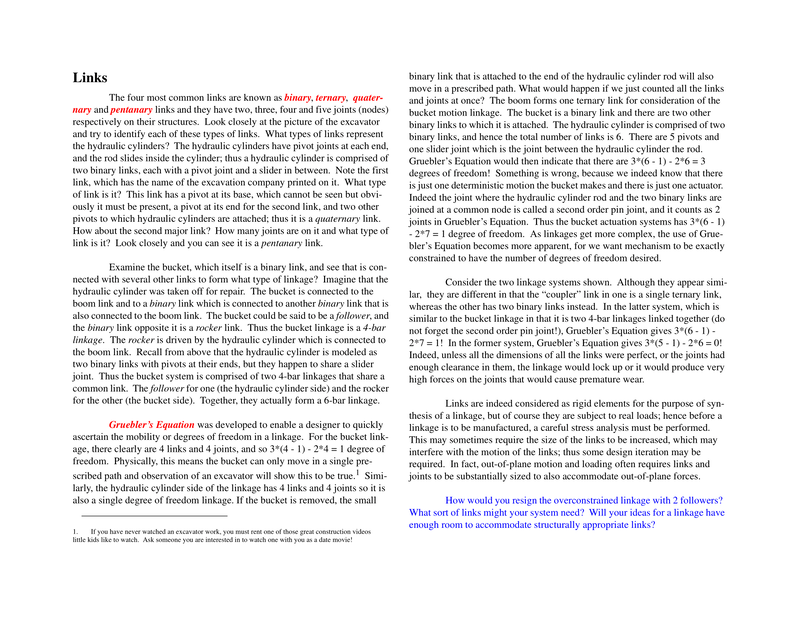 Links
The four most common links are known as binary, ternary,  quater-
nary and pentanary links and they have two, three, four and five joints (nodes)
respectively on their structures.  Look closely at the picture of the excavator
and try to identify each of these types of links.  What types of links represent
the hydraulic cylinders?  The hydraulic cylinders have pivot joints at each end,
and the rod slides inside the cylinder; thus a hydraulic cylinder is comprised of
two binary links, each with a pivot joint and a slider in between.  Note the first
link, which has the name of the excavation company printed on it.  What type
of link is it?  This link has a pivot at its base, which cannot be seen but obvi-
ously it must be present, a pivot at its end for the second link, and two other
pivots to which hydraulic cylinders are attached; thus it is a quaternary link.
How about the second major link?  How many joints are on it and what type of
link is it?  Look closely and you can see it is a pentanary link.
Examine the bucket, which itself is a binary link, and see that is con-
nected with several other links to form what type of linkage?  Imagine that the
hydraulic cylinder was taken off for repair.  The bucket is connected to the
boom link and to a binary link which is connected to another binary link that is
also connected to the boom link.  The bucket could be said to be a follower, and
the binary link opposite it is a rocker link.  Thus the bucket linkage is a 4-bar
linkage.  The rocker is driven by the hydraulic cylinder which is connected to
the boom link.  Recall from above that the hydraulic cylinder is modeled as
two binary links with pivots at their ends, but they happen to share a slider
joint.  Thus the bucket system is comprised of two 4-bar linkages that share a
common link.  The follower for one (the hydraulic cylinder side) and the rocker
for the other (the bucket side).  Together, they actually form a 6-bar linkage.
Gruebler's Equation was developed to enable a designer to quickly
ascertain the mobility or degrees of freedom in a linkage.  For the bucket link-
age, there clearly are 4 links and 4 joints, and so 3*(4 - 1) - 2*4 = 1 degree of
freedom.  Physically, this means the bucket can only move in a single pre-
scribed path and observation of an excavator will show this to be true.1  Simi-
larly, the hydraulic cylinder side of the linkage has 4 links and 4 joints so it is
also a single degree of freedom linkage. If the bucket is removed, the small
1.    If you have never watched an excavator work, you must rent one of those great construction videos
little kids like to watch.  Ask someone you are interested in to watch one with you as a date movie!
binary link that is attached to the end of the hydraulic cylinder rod will also
move in a prescribed path. What would happen if we just counted all the links
and joints at once?  The boom forms one ternary link for consideration of the
bucket motion linkage.  The bucket is a binary link and there are two other
binary links to which it is attached.  The hydraulic cylinder is comprised of two
binary links, and hence the total number of links is 6.  There are 5 pivots and
one slider joint which is the joint between the hydraulic cylinder the rod.
Gruebler's Equation would then indicate that there are 3*(6 - 1) - 2*6 = 3
degrees of freedom!  Something is wrong, because we indeed know that there
is just one deterministic motion the bucket makes and there is just one actuator.
Indeed the joint where the hydraulic cylinder rod and the two binary links are
joined at a common node is called a second order pin joint, and it counts as 2
joints in Gruebler's Equation.  Thus the bucket actuation systems has 3*(6 - 1)
- 2*7 = 1 degree of freedom.  As linkages get more complex, the use of Grue-
bler's Equation becomes more apparent, for we want mechanism to be exactly
constrained to have the number of degrees of freedom desired.
Consider the two linkage systems shown.  Although they appear simi-
lar,  they are different in that the "coupler" link in one is a single ternary link,
whereas the other has two binary links instead.  In the latter system, which is
similar to the bucket linkage in that it is two 4-bar linkages linked together (do
not forget the second order pin joint!), Gruebler's Equation gives 3*(6 - 1) -
2*7 = 1!  In the former system, Gruebler's Equation gives 3*(5 - 1) - 2*6 = 0!
Indeed, unless all the dimensions of all the links were perfect, or the joints had
enough clearance in them, the linkage would lock up or it would produce very
high forces on the joints that would cause premature wear.
Links are indeed considered as rigid elements for the purpose of syn-
thesis of a linkage, but of course they are subject to real loads; hence before a
linkage is to be manufactured, a careful stress analysis must be performed.
This may sometimes require the size of the links to be increased, which may
interfere with the motion of the links; thus some design iteration may be
required.  In fact, out-of-plane motion and loading often requires links and
joints to be substantially sized to also accommodate out-of-plane forces.
How would you resign the overconstrained linkage with 2 followers?
What sort of links might your system need?  Will your ideas for a linkage have
enough room to accommodate structurally appropriate links?